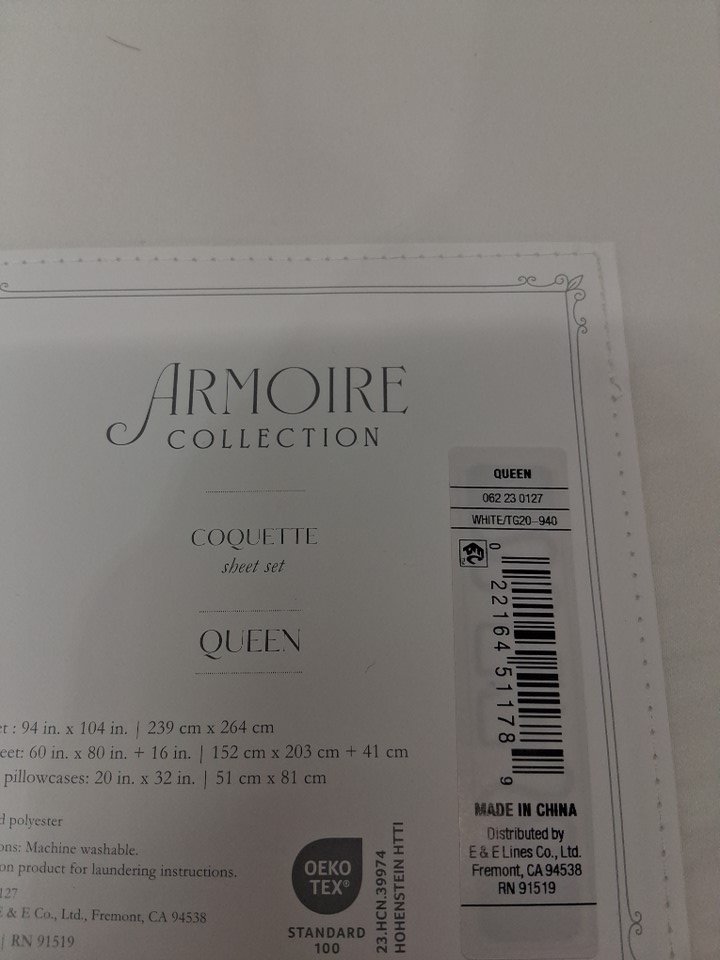 ARMOIRE
COLLECTION
COQUETTE
sheet set
QUEEN
: 94 in. x 104 in. | 239 cm x 264 cm
60 in. x 80 in. + 16 in. | 152 cm x 203 cm + 41 cm
pillowcases: 20 in. x 32 in. | 51 cm x 81 cm
polyester
Machine washable.
on product for laundering instructions.
127
E & E Co., Ltd., Fremont, CA 94538
| RN 91519
OEKO
TEX®
STANDARD
100
23.HCN.39974
HOHENSTEIN HTTI
QUEEN
062 23 0127
WHITE/TG20-940
0 22164 51178 9
MADE IN CHINA
Distributed by
E & E Lines Co., Ltd.
Fremont, CA 94538
RN 91519